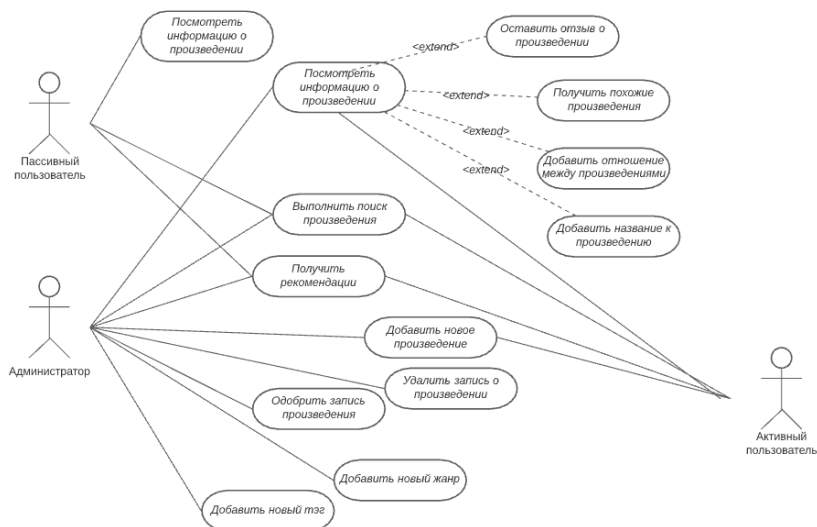 Посмотреть
информацию о
произведении
Оставить отзыв о
произведении
<extend>
Посмотреть
информацию о
произведении
<extend>
Получить похожие
произведения
<extend>
Добавить отношение
между произведениями
<extend>
Пассивный
пользователь
Выполнить поиск
произведения
Добавить название к
произведению
Получить
рекомендации
Добавить новое
произведение
Администратор
Удалить запись о
произведении
Одобрить запись
произведения
Активный
пользователь
Добавить новый жанр
Добавить новый тэг